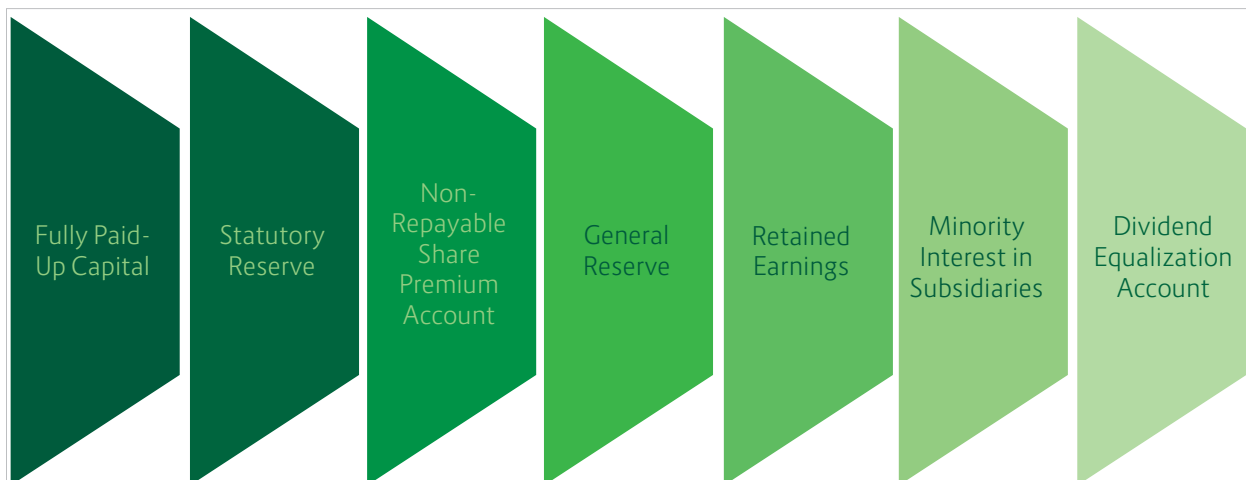 Fully Paid-
Up Capital
Statutory
Reserve
Non-
Repayable
Share
Premium
Account
General
Reserve
Retained
Earnings
Minority
Interest in
Subsidiaries
Dividend
Equalization
Account